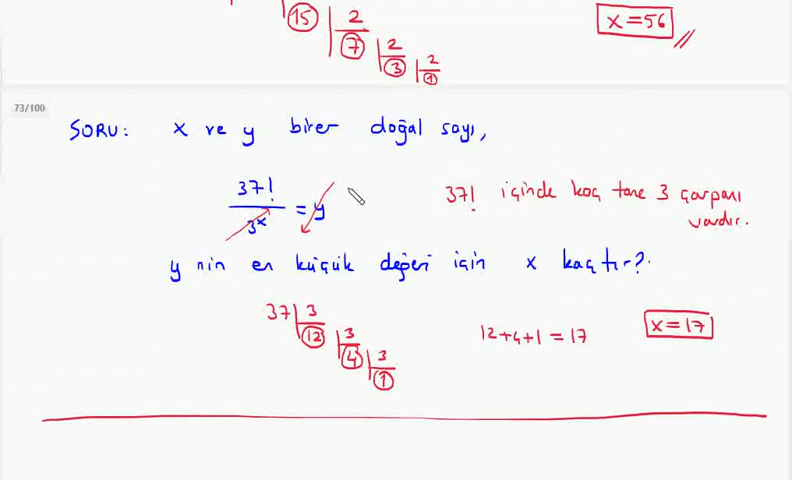 15 2
7 2
3 2
1
x=56
73/100
SORU: x ve y birer doğal sayı,
37!
3^x = y
37! içinde kaç tane 3 çarpanı
vardır.
y nin en küçük değeri için x kaçtır?
37 3
12 3
4 3
1
12+4+1=17
x=17